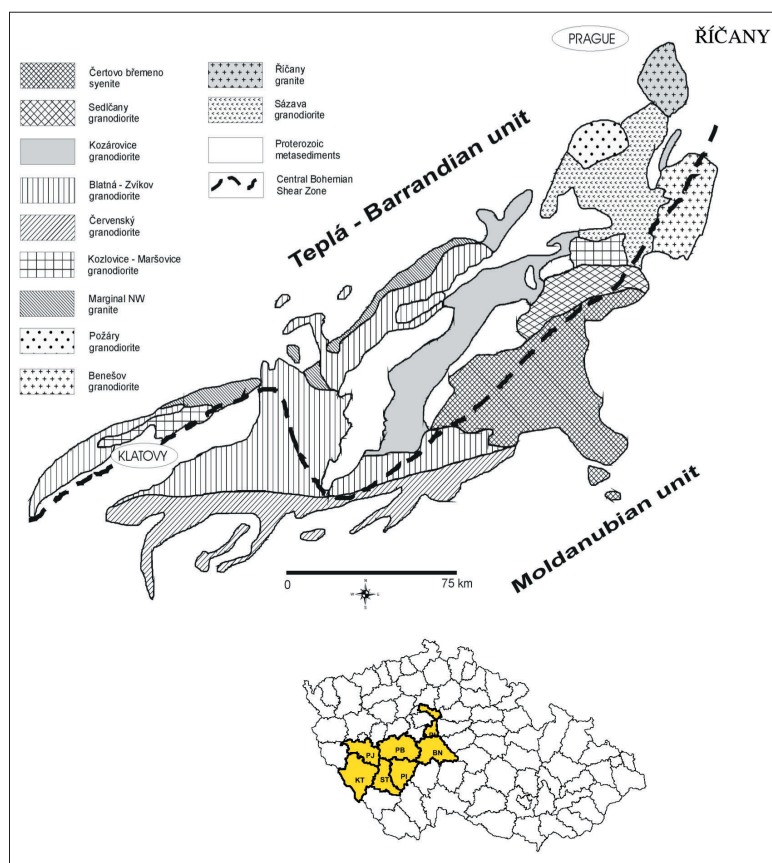 PRAGUE
ŘÍČANY
Čertovo břemeno
syenite
Sedlčany
granodiorite
Kozárovice
granodiorite
Blatná - Zvíkov
granodiorite
Červenský
granodiorite
Kozlovice - Maršovice
granodiorite
Marginal NW
granite
Požáry
granodiorite
Benešov
granodiorite
Říčany
granite
Sázava
granodiorite
Proterozoic
metasediments
Central Bohemian
Shear Zone
Teplá - Barrandian unit
KLATOVY
Moldanubian unit
0
75 km
N
W
E
S
PJ
PB
BN
KT
ST
PI